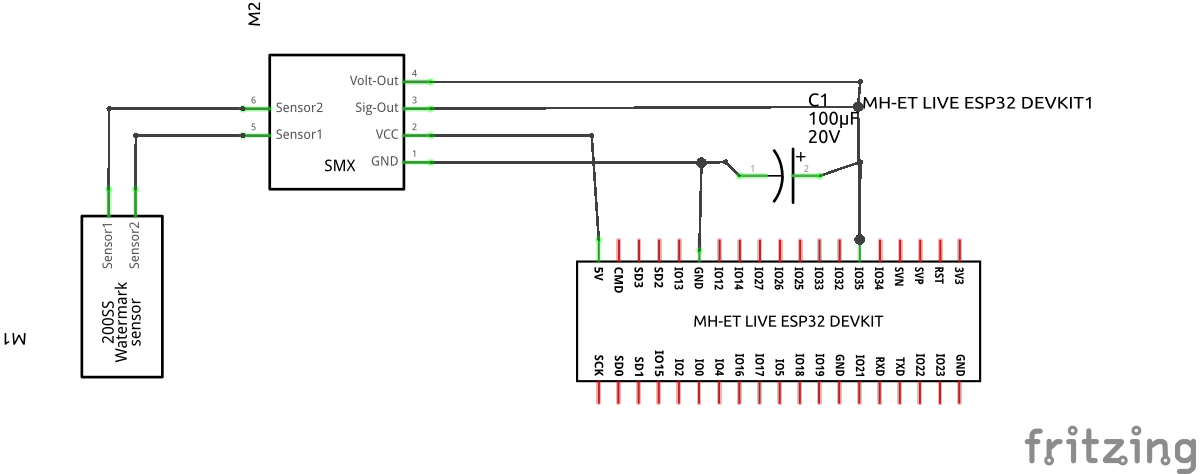 M2
Volt-Out
4
Sig-Out
3
VCC
2
GND
1
6
Sensor2
5
Sensor1
SMX
C1
100µF
20V
MH-ET LIVE ESP32 DEVKIT1
1
+
2
Sensor1
Sensor2
200SS
Watermark
sensor
M1
5V
CMD
SD3
SD2
IO13
GND
IO12
IO14
IO27
IO26
IO25
IO33
IO32
IO35
IO34
SVN
SVP
RST
3V3
MH-ET LIVE ESP32 DEVKIT
SCK
SD0
SD1
IO15
IO2
IO0
IO4
IO16
IO17
IO5
IO18
IO19
GND
IO21
RXD
TXD
IO22
IO23
GND
fritzing